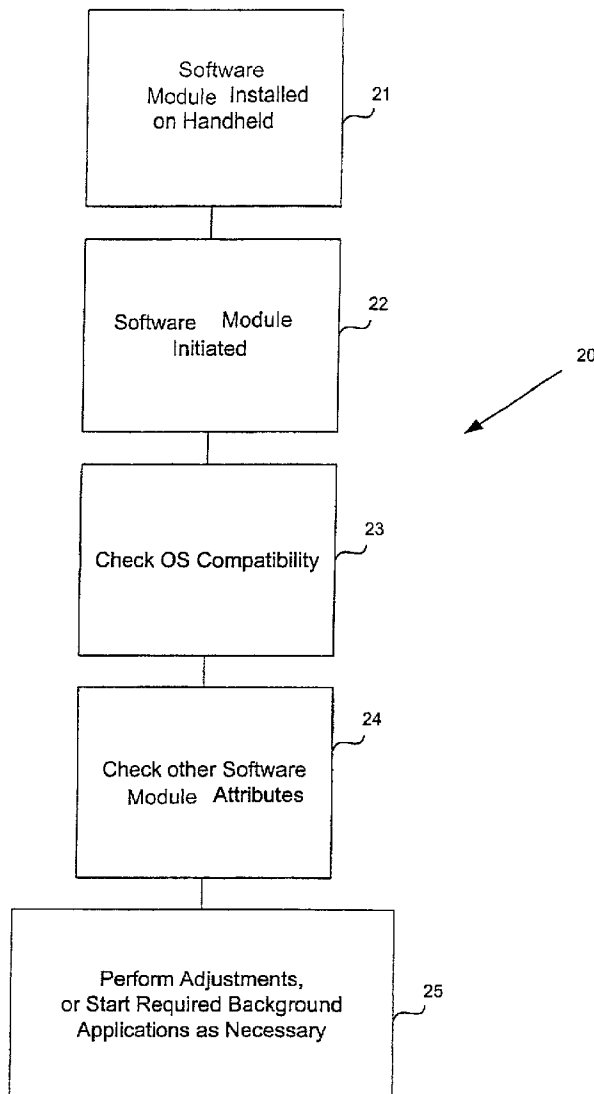 Software
Module Installed
on Handheld
21
Software Module
Initiated
22
20
Check OS Compatibility
23
Check other Software
Module Attributes
24
Perform Adjustments,
or Start Required Background
Applications as Necessary
25